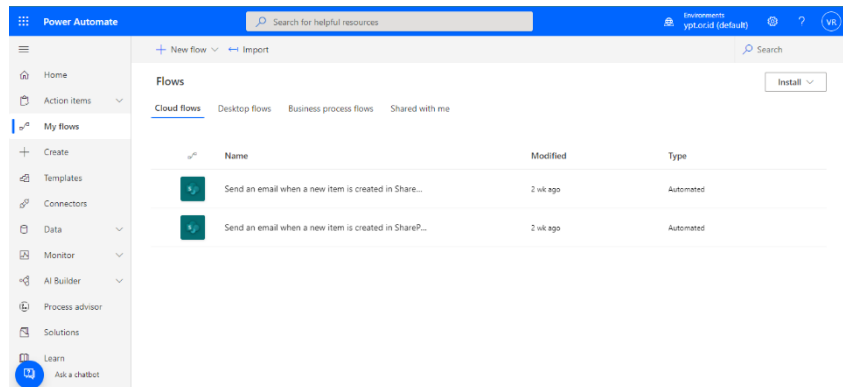 Power Automate
Search for helpful resources
Environments
ypt.or.id (default)
?
VR
New flow
Import
Search
Home
Flows
Install
Action items
Cloud flows Desktop flows Business process flows Shared with me
My flows
Create
Name Modified Type
Templates
Send an email when a new item is created in Share... 2 wk ago Automated
Connectors
Data
Send an email when a new item is created in ShareP... 2 wk ago Automated
Monitor
AI Builder
Process advisor
Solutions
Learn
Ask a chatbot